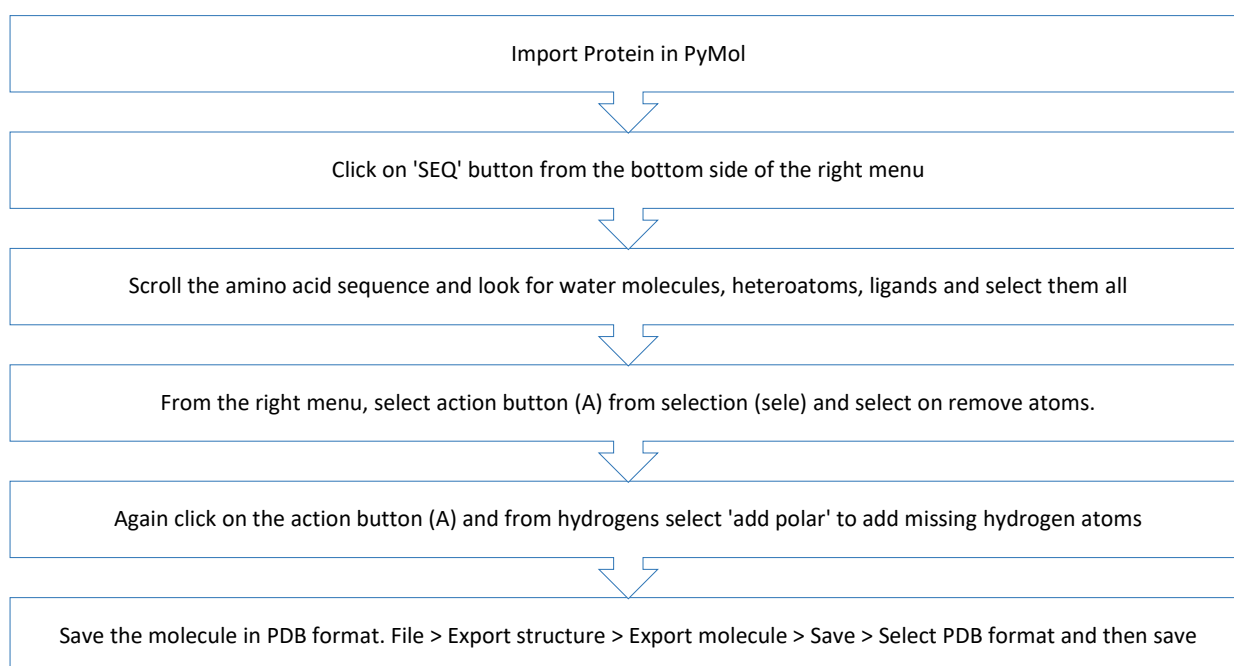 Import Protein in PyMol
Click on 'SEQ' button from the bottom side of the right menu
Scroll the amino acid sequence and look for water molecules, heteroatoms, ligands and select them all
From the right menu, select action button (A) from selection (sele) and select on remove atoms.
Again click on the action button (A) and from hydrogens select 'add polar' to add missing hydrogen atoms
Save the molecule in PDB format. File > Export structure > Export molecule > Save > Select PDB format and then save